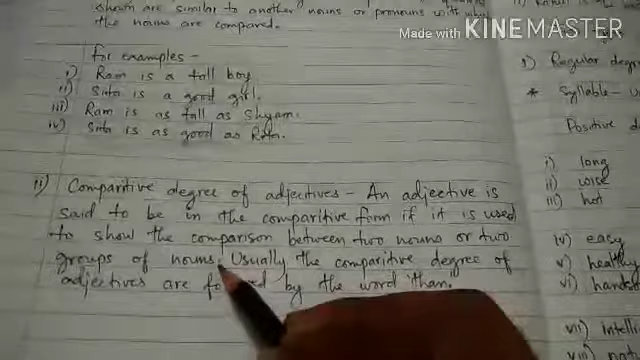 shown are similar to another nouns or pronouns with
the nouns are compared.
for examples -
i) Ram is a tall boy
ii) Sita is a good girl.
iii) Ram is as tall as Shyam.
iv) Sita is as good as Rita.
ii) Comparitive degree of adjectives - An adjective is
said to be in the comparitive form if it is used
to show the comparison between two nouns or two
groups of nouns. Usually the comparitive degree of
adjectives are by the word than.
Made with KINEMASTER
Regular degre
* Syllable - U
Positive d
i) long
ii) wise
iii) hot
iv) easy
v) healthy
vi) hands
vii) Intelli